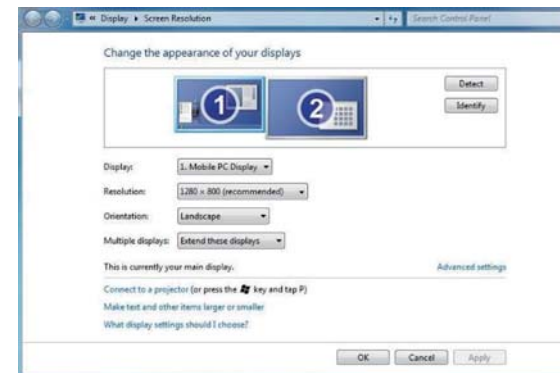 « Display ▸ Screen Resolution
Search Control Panel
Change the appearance of your displays
1
2
Detect
Identify
Display: 1. Mobile PC Display
Resolution: 1280 × 800 (recommended)
Orientation: Landscape
Multiple displays: Extend these displays
This is currently your main display.
Advanced settings
Connect to a projector (or press the key and tap P)
Make text and other items larger or smaller
What display settings should I choose?
OK
Cancel
Apply